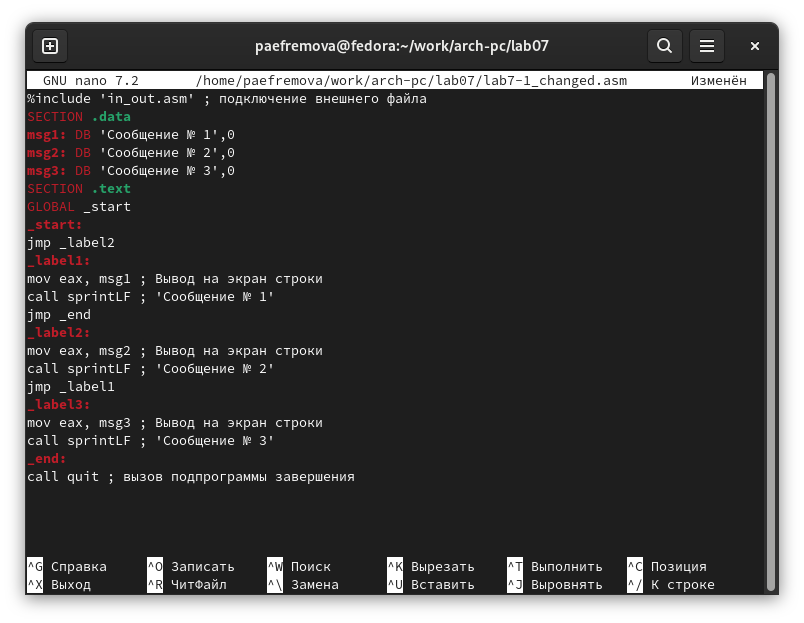 paefremova@fedora:~/work/arch-pc/lab07
GNU nano 7.2 /home/paefremova/work/arch-pc/lab07/lab7-1_changed.asm Изменён
%include 'in_out.asm' ; подключение внешнего файла
SECTION .data
msg1: DB 'Сообщение № 1',0
msg2: DB 'Сообщение № 2',0
msg3: DB 'Сообщение № 3',0
SECTION .text
GLOBAL _start
_start:
jmp _label2
_label1:
mov eax, msg1 ; Вывод на экран строки
call sprintLF ; 'Сообщение № 1'
jmp _end
_label2:
mov eax, msg2 ; Вывод на экран строки
call sprintLF ; 'Сообщение № 2'
jmp _label1
_label3:
mov eax, msg3 ; Вывод на экран строки
call sprintLF ; 'Сообщение № 3'
_end:
call quit ; вызов подпрограммы завершения
^G Справка ^O Записать ^W Поиск ^K Вырезать ^T Выполнить ^C Позиция
^X Выход ^R ЧитФайл ^\ Замена ^U Вставить ^J Выровнять ^/ К строке